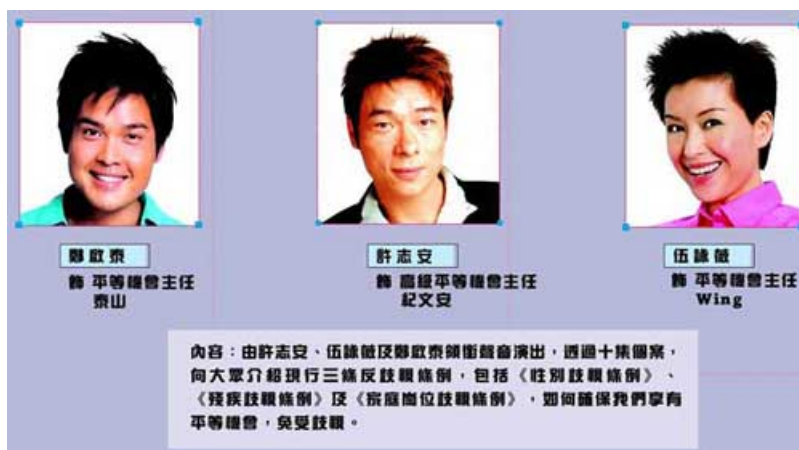 鄭啟泰
飾 平等機會主任
泰山
許志安
飾 高級平等機會主任
紀文安
伍詠薇
飾 平等機會主任
Wing
內容：由許志安、伍詠薇及鄭啟泰領銜聲音演出，透過十集個案，
向大眾介紹現行三條反歧視條例，包括《性別歧視條例》、
《殘疾歧視條例》及《家庭崗位歧視條例》，如何確保我們享有
平等機會，免受歧視。